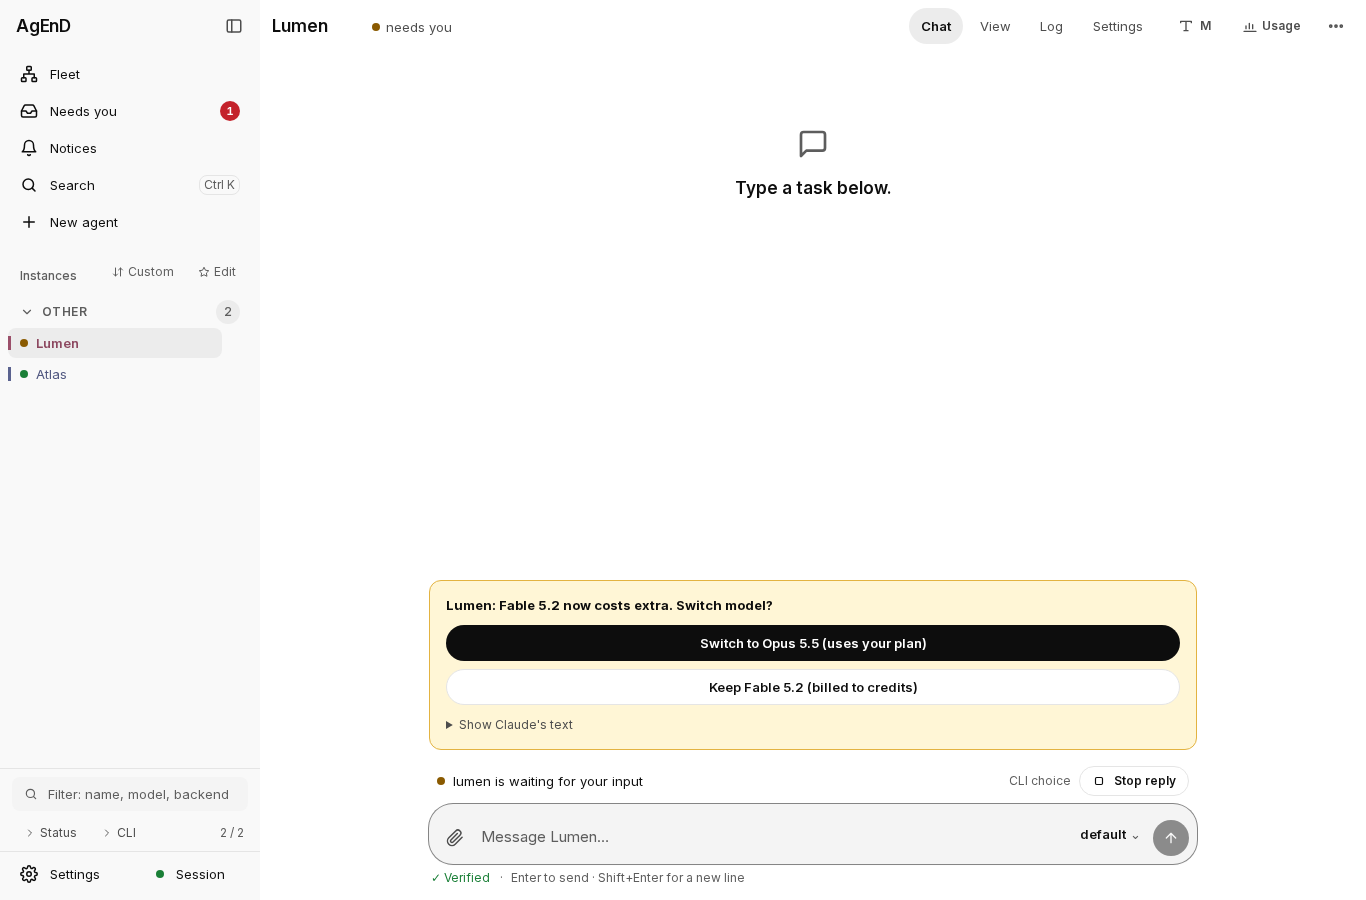 AgEnD
Fleet
Needs you 1
Notices
Search Ctrl K
New agent
Instances Custom Edit
OTHER 2
Lumen
Atlas
Filter: name, model, backend
Status CLI 2 / 2
Settings Session
Lumen needs you Chat View Log Settings M Usage
Type a task below.
Lumen: Fable 5.2 now costs extra. Switch model?
Switch to Opus 5.5 (uses your plan)
Keep Fable 5.2 (billed to credits)
Show Claude's text
lumen is waiting for your input CLI choice Stop reply
Message Lumen... default
✓ Verified · Enter to send · Shift+Enter for a new line